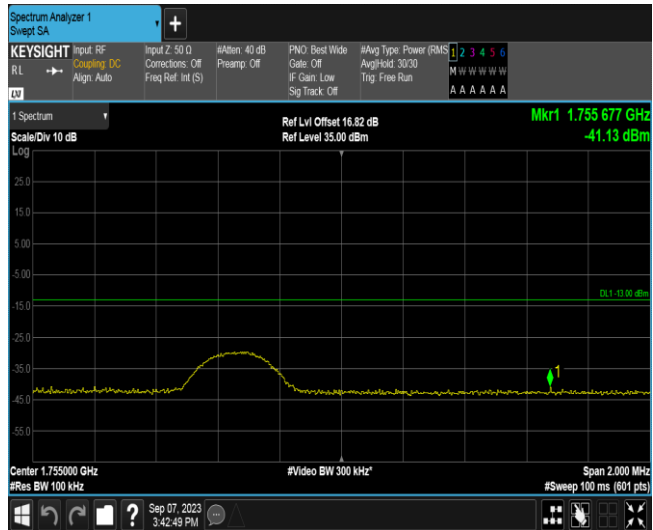 Spectrum Analyzer 1
Swept SA
KEYSIGHT
RL
LXI
Input: RF
Coupling: DC
Align: Auto
Input Z: 50 Ω
Corrections: Off
Freq Ref: Int (S)
#Atten: 40 dB
Preamp: Off
PNO: Best Wide
Gate: Off
IF Gain: Low
Sig Track: Off
#Avg Type: Power (RMS
Avg|Hold: 30/30
Trig: Free Run
1 2 3 4 5 6
M W W W W W
A A A A A A
1 Spectrum
Scale/Div 10 dB
Ref Lvl Offset 16.82 dB
Ref Level 35.00 dBm
Mkr1 1.755 677 GHz
-41.13 dBm
Log
25.0
15.0
5.00
-5.00
DL1 -13.00 dBm
-15.0
-25.0
-35.0
1
-45.0
-55.0
Center 1.755000 GHz
#Res BW 100 kHz
#Video BW 300 kHz*
Span 2.000 MHz
#Sweep 100 ms (601 pts)
?
Sep 07, 2023
3:42:49 PM